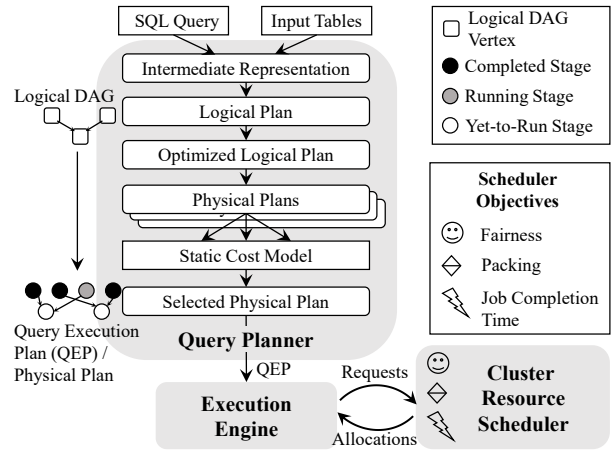 SQL Query
Input Tables
Intermediate Representation
Logical Plan
Optimized Logical Plan
Physical Plans
Static Cost Model
Selected Physical Plan
Query Planner
QEP
Logical DAG
Query Execution
Plan (QEP) /
Physical Plan
Execution
Engine
Requests
Allocations
Cluster
Resource
Scheduler
Logical DAG
Vertex
Completed Stage
Running Stage
Yet-to-Run Stage
Scheduler
Objectives
Fairness
Packing
Job Completion
Time